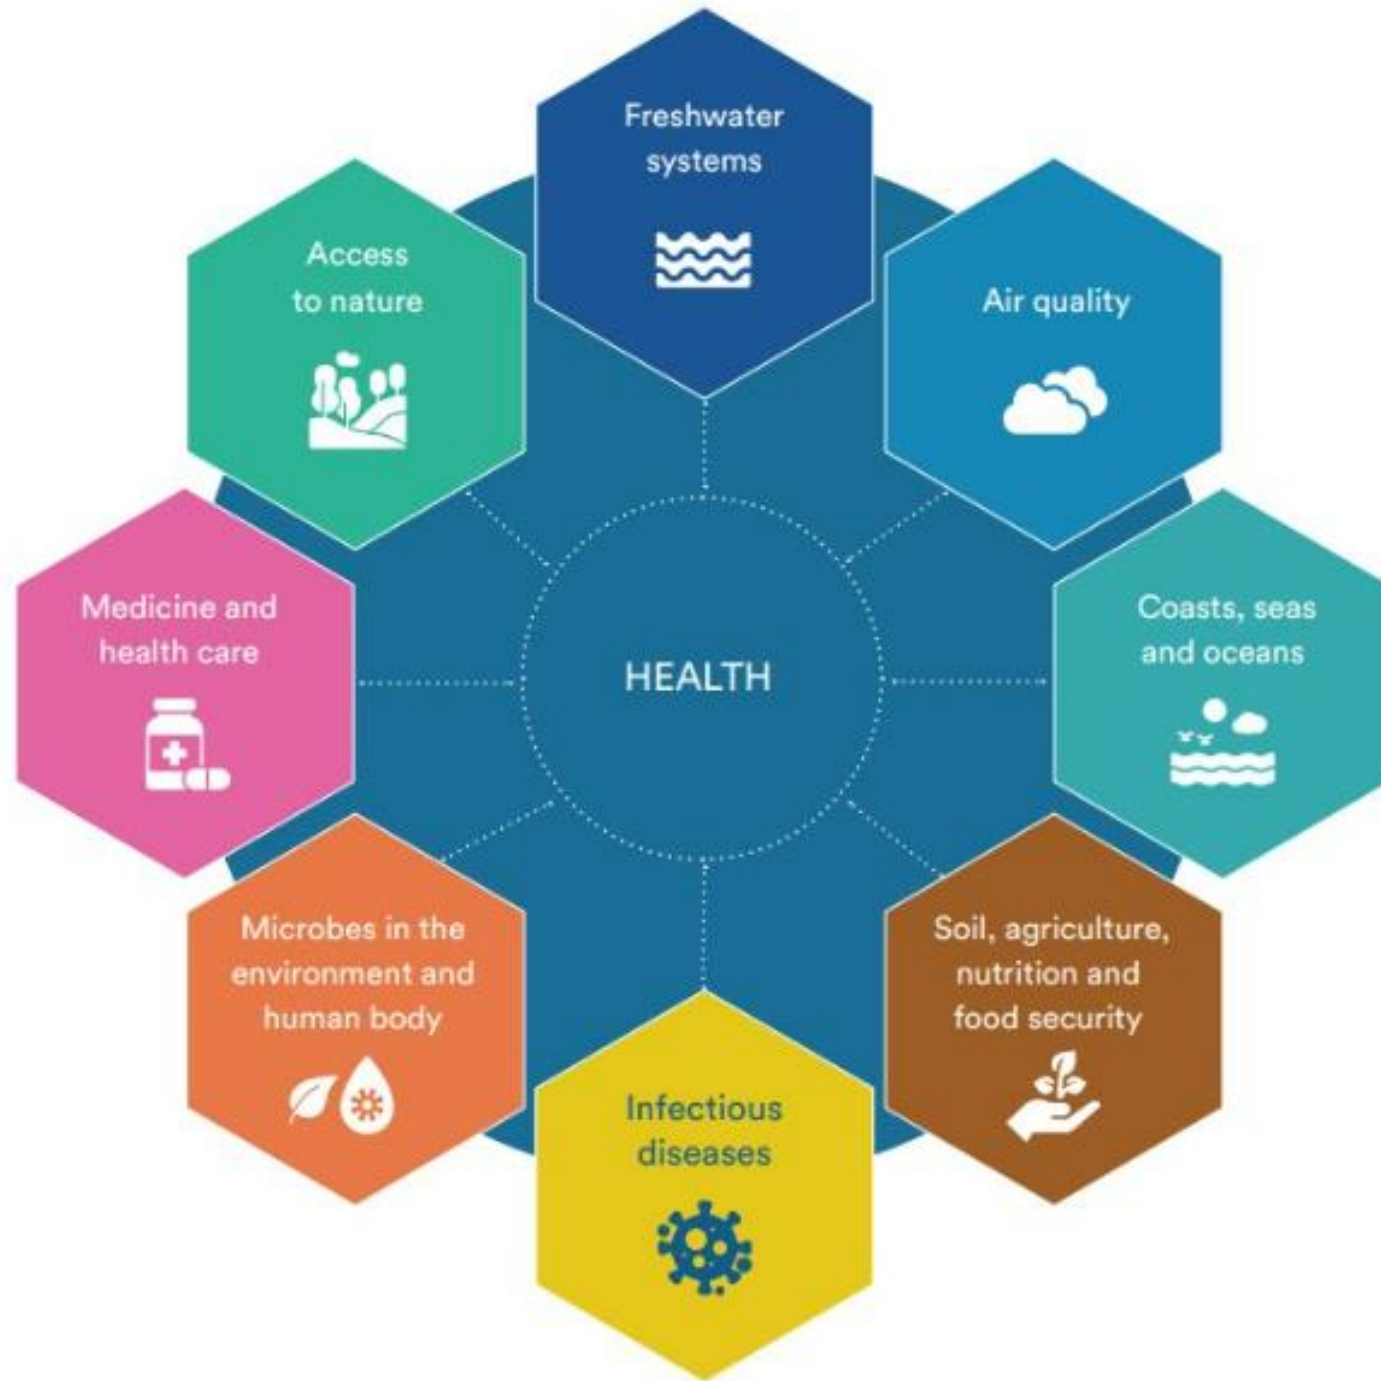 Freshwater
systems
Access
to nature
Air quality
Medicine and
health care
HEALTH
Coasts, seas
and oceans
Microbes in the
environment and
human body
Soil, agriculture,
nutrition and
food security
Infectious
diseases